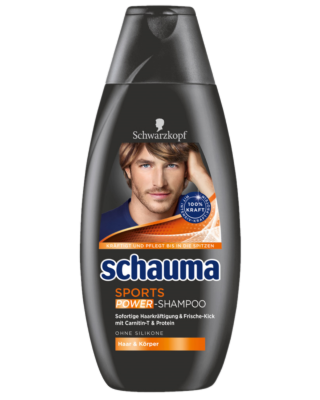 Schwarzkopf
100%
KRAFT
KRÄFTIGT UND PFLEGT BIS IN DIE SPITZEN
schauma
SPORTS
POWER-SHAMPOO
Sofortige Haarkräftigung & Frische-Kick
mit Carnitin-T & Protein
OHNE SILIKONE
Haar & Körper